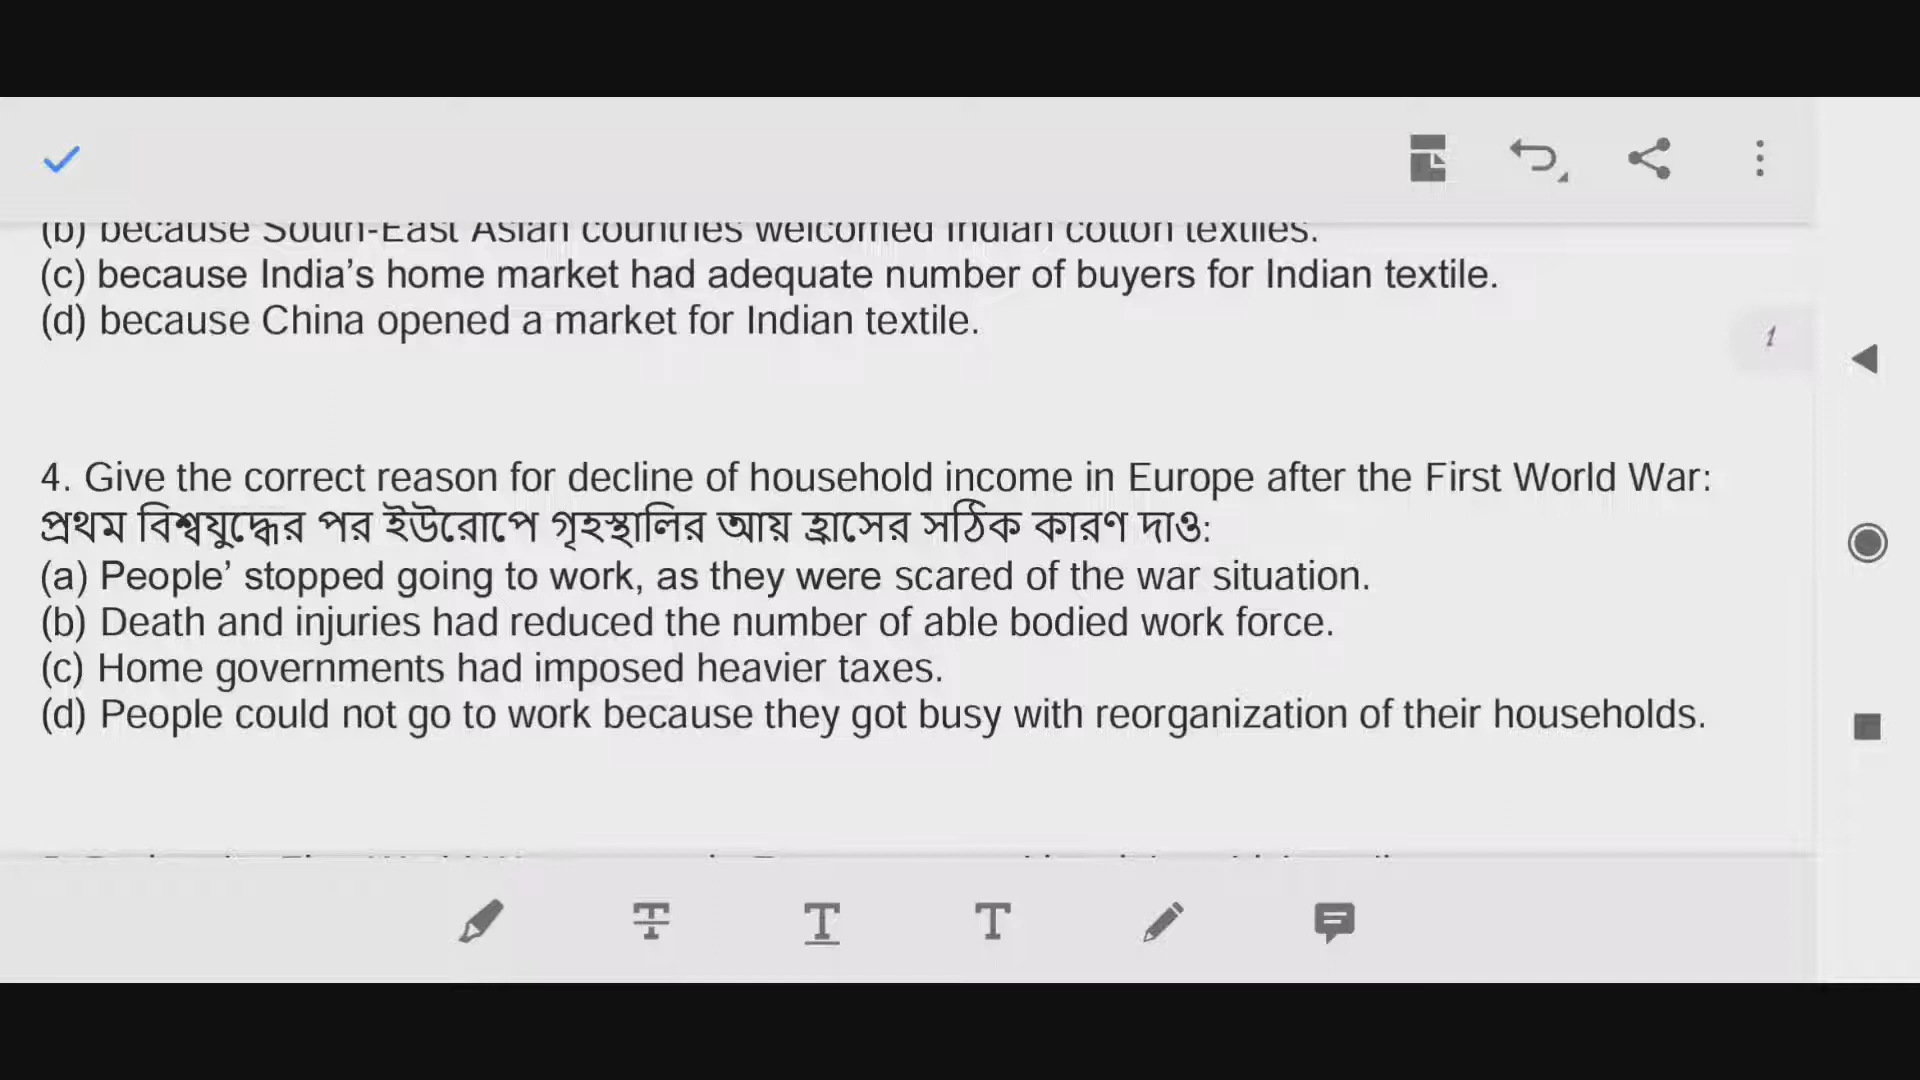 (b) because South-East Asian countries welcomed Indian cotton textiles.
(c) because India’s home market had adequate number of buyers for Indian textile.
(d) because China opened a market for Indian textile.
1
4. Give the correct reason for decline of household income in Europe after the First World War:
প্রথম বিশ্বযুদ্ধের পর ইউরোপে গৃহস্থালির আয় হ্রাসের সঠিক কারণ দাও:
(a) People’ stopped going to work, as they were scared of the war situation.
(b) Death and injuries had reduced the number of able bodied work force.
(c) Home governments had imposed heavier taxes.
(d) People could not go to work because they got busy with reorganization of their households.